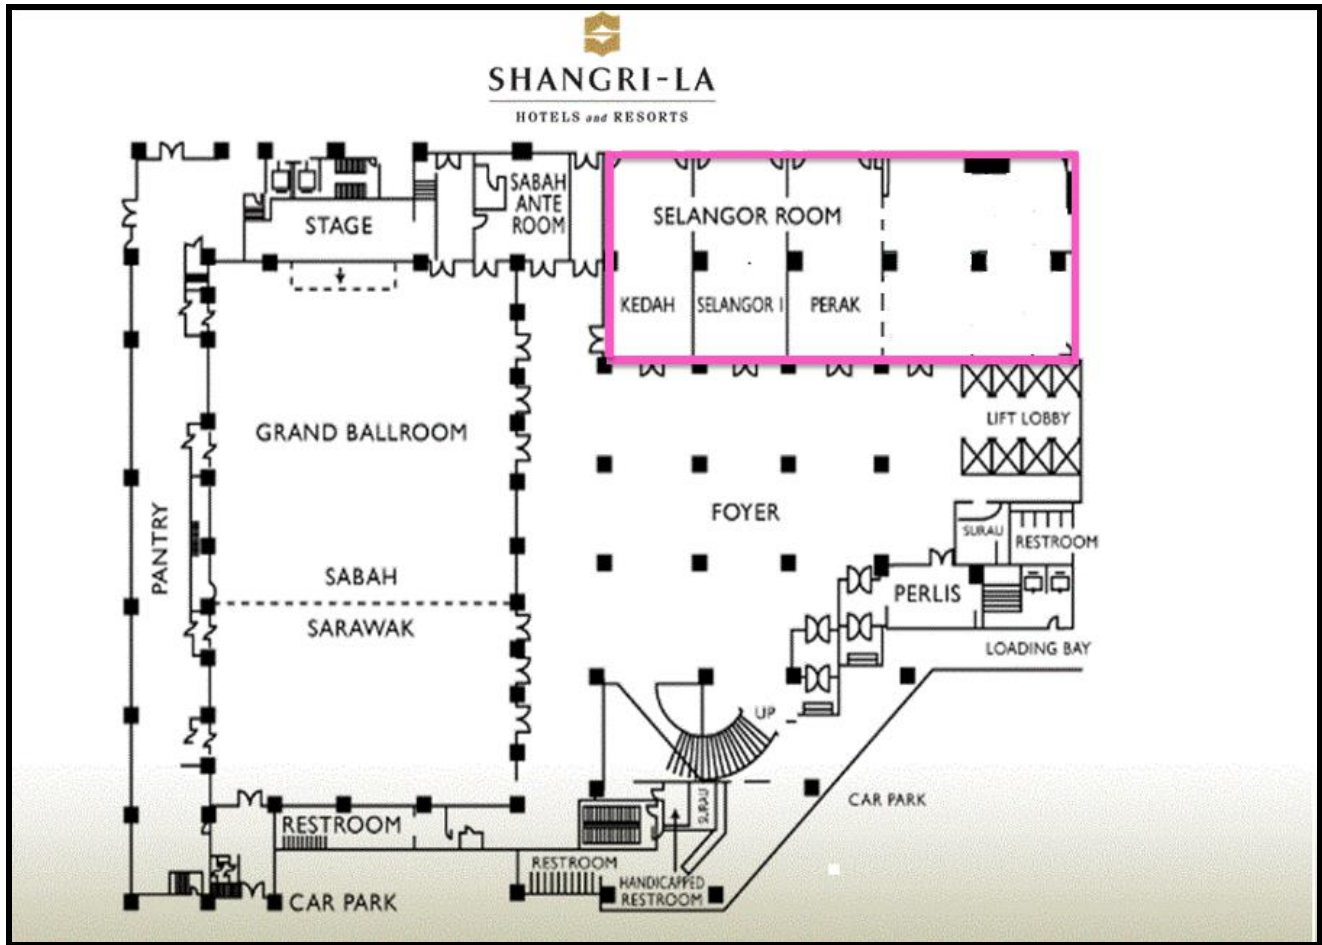 SHANGRI-LA
HOTELS and RESORTS
SABAH
ANTE
ROOM
STAGE
SELANGOR ROOM
KEDAH
SELANGOR I
PERAK
LIFT LOBBY
GRAND BALLROOM
FOYER
PANTRY
SURAU
RESTROOM
SABAH
PERLIS
SARAWAK
LOADING BAY
UP
CAR PARK
SURAU
RESTROOM
RESTROOM
HANDICAPPED
RESTROOM
CAR PARK